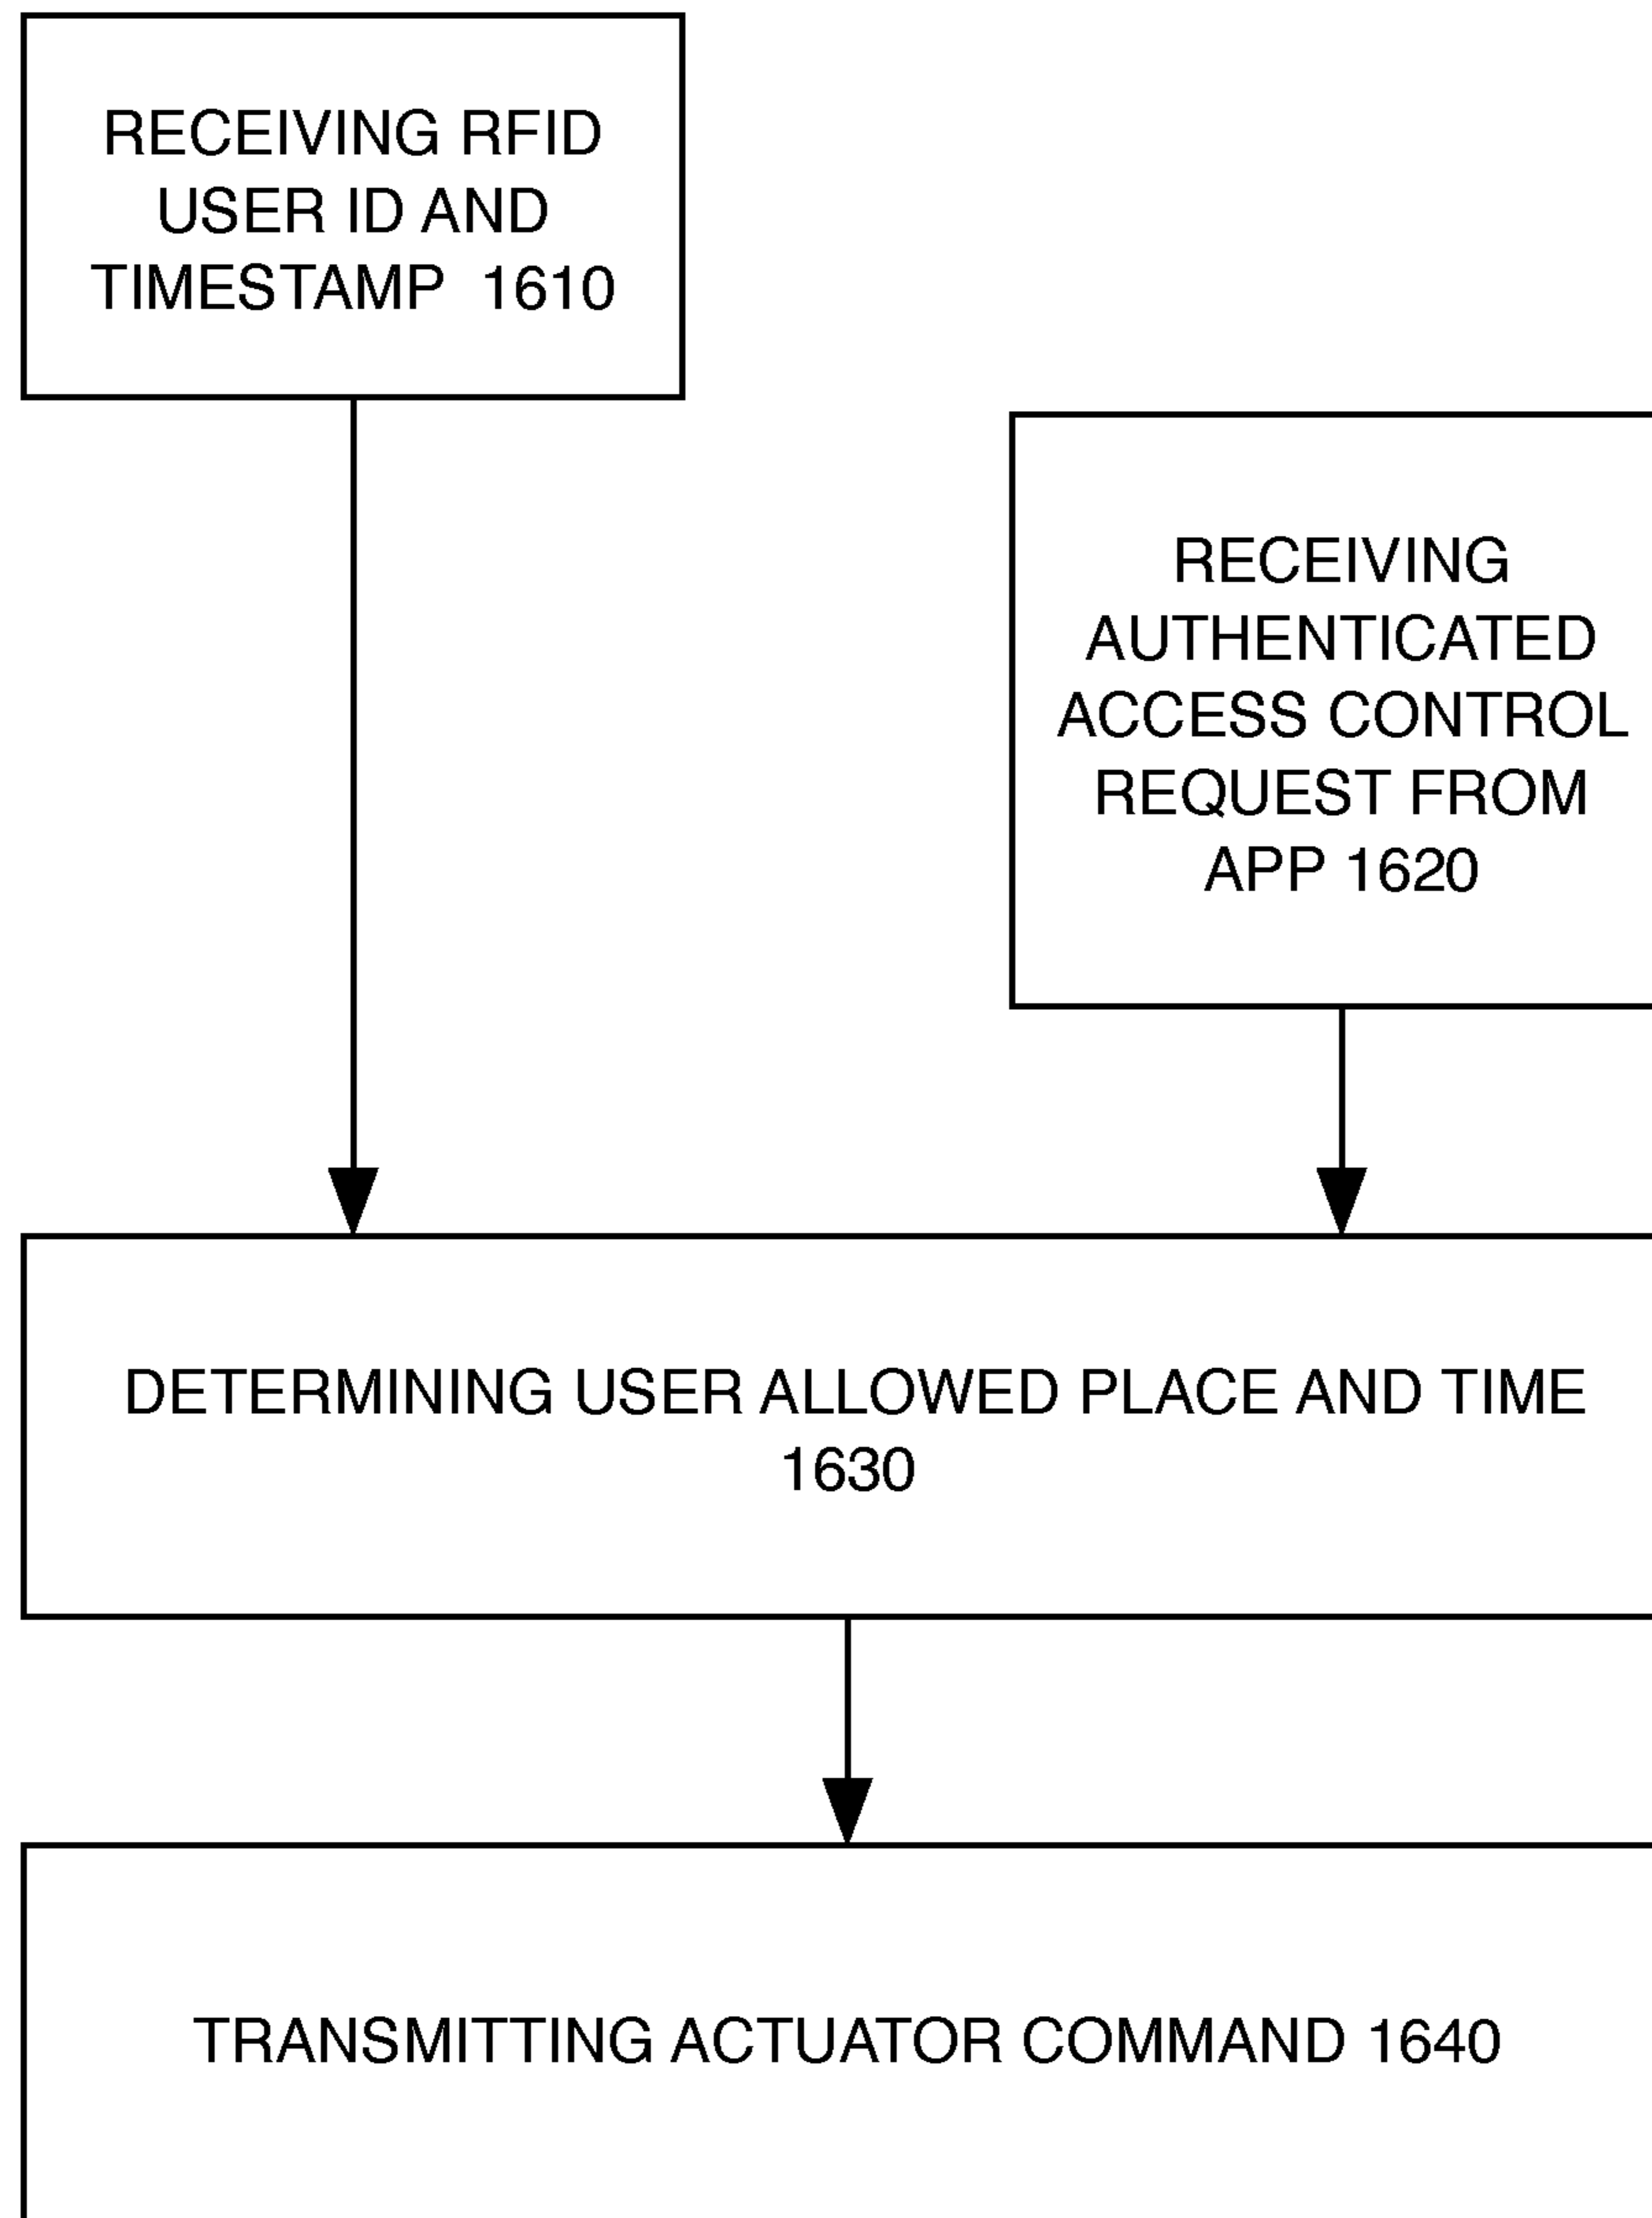 RECEIVING RFID
USER ID AND
TIMESTAMP 1610
RECEIVING
AUTHENTICATED
ACCESS CONTROL
REQUEST FROM
APP 1620
DETERMINING USER ALLOWED PLACE AND TIME
1630
TRANSMITTING ACTUATOR COMMAND 1640